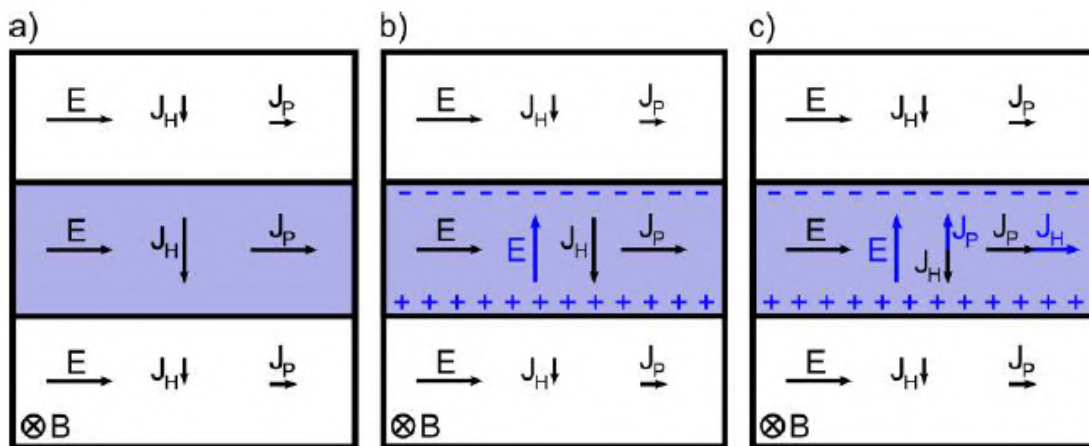 a) b) c)
E J_H J_P E J_H J_P E J_H J_P
- - - - - - - - - - - - - - - - - - - - - - - -
E J_H J_P E E J_H J_P E E J_H J_P J_P J_H
+ + + + + + + + + + + + + + + + + + + + + + + +
E J_H J_P E J_H J_P E J_H J_P
⊗B ⊗B ⊗B